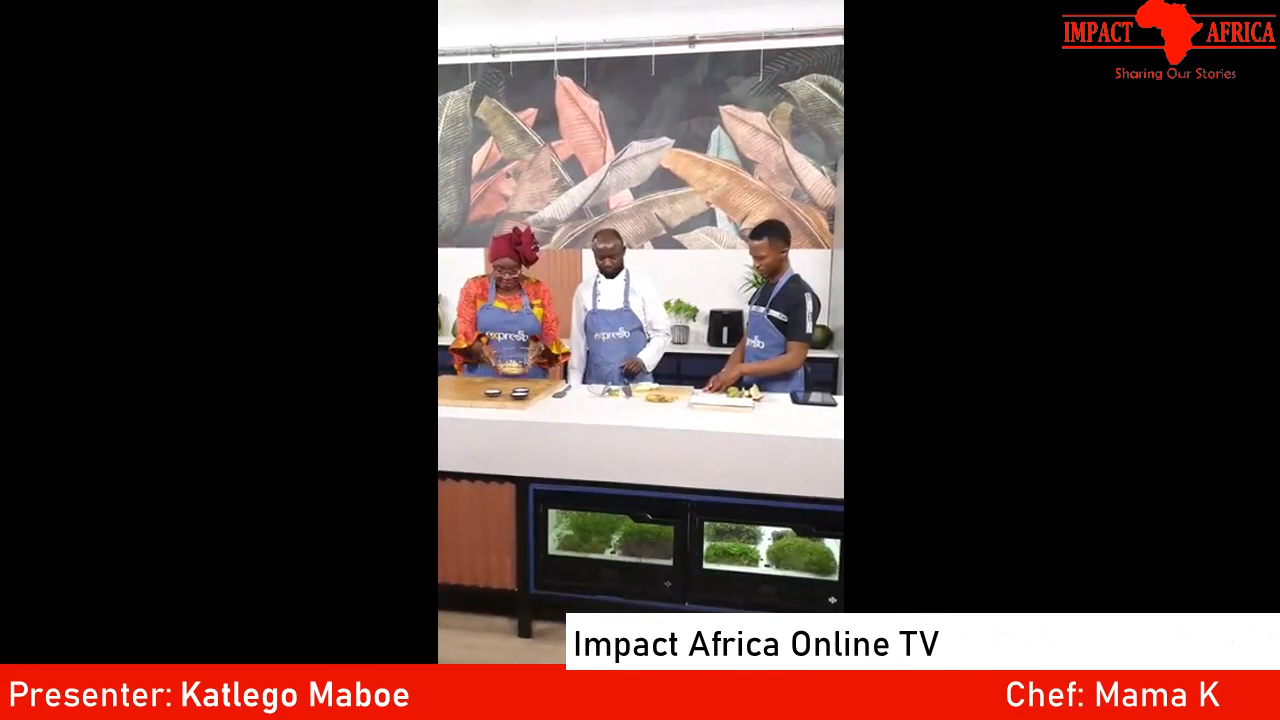 IMPACT AFRICA
Sharing Our Stories
expresso
expresso
expresso
Impact Africa Online TV
Presenter: Katlego Maboe
Chef: Mama K